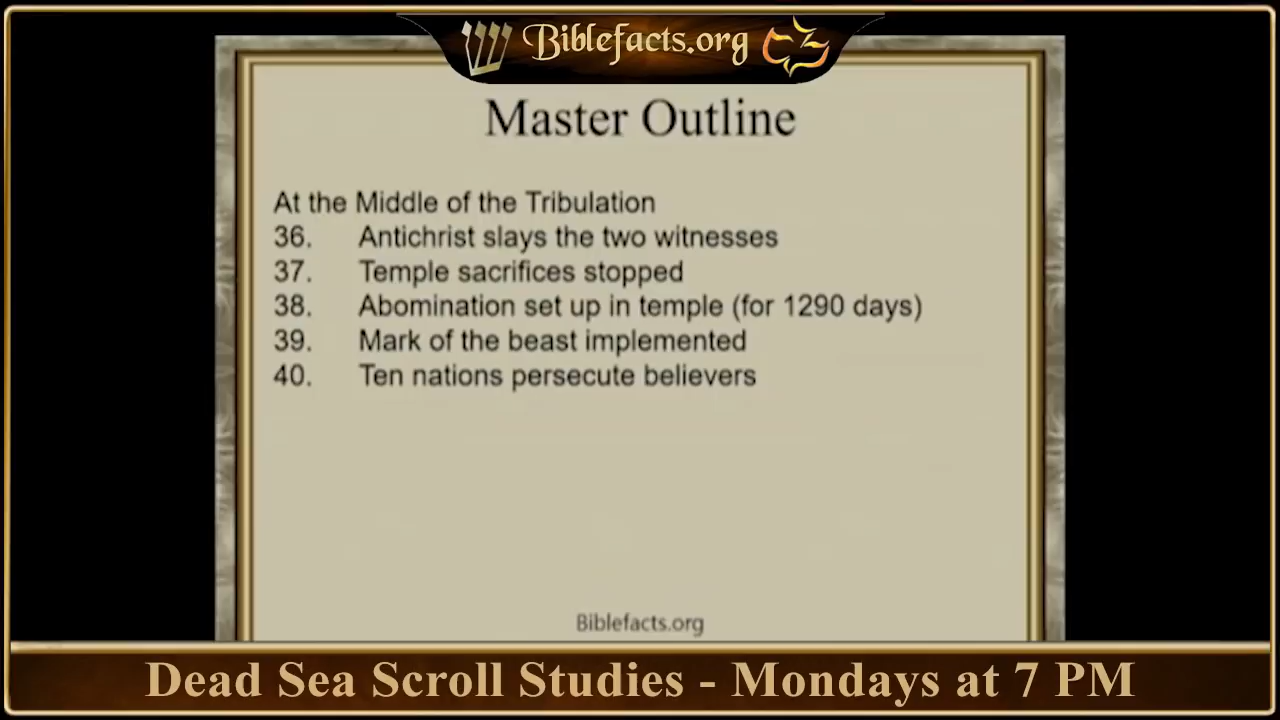 Biblefacts.org
Master Outline
At the Middle of the Tribulation
36. Antichrist slays the two witnesses
37. Temple sacrifices stopped
38. Abomination set up in temple (for 1290 days)
39. Mark of the beast implemented
40. Ten nations persecute believers
Biblefacts.org
Dead Sea Scroll Studies - Mondays at 7 PM